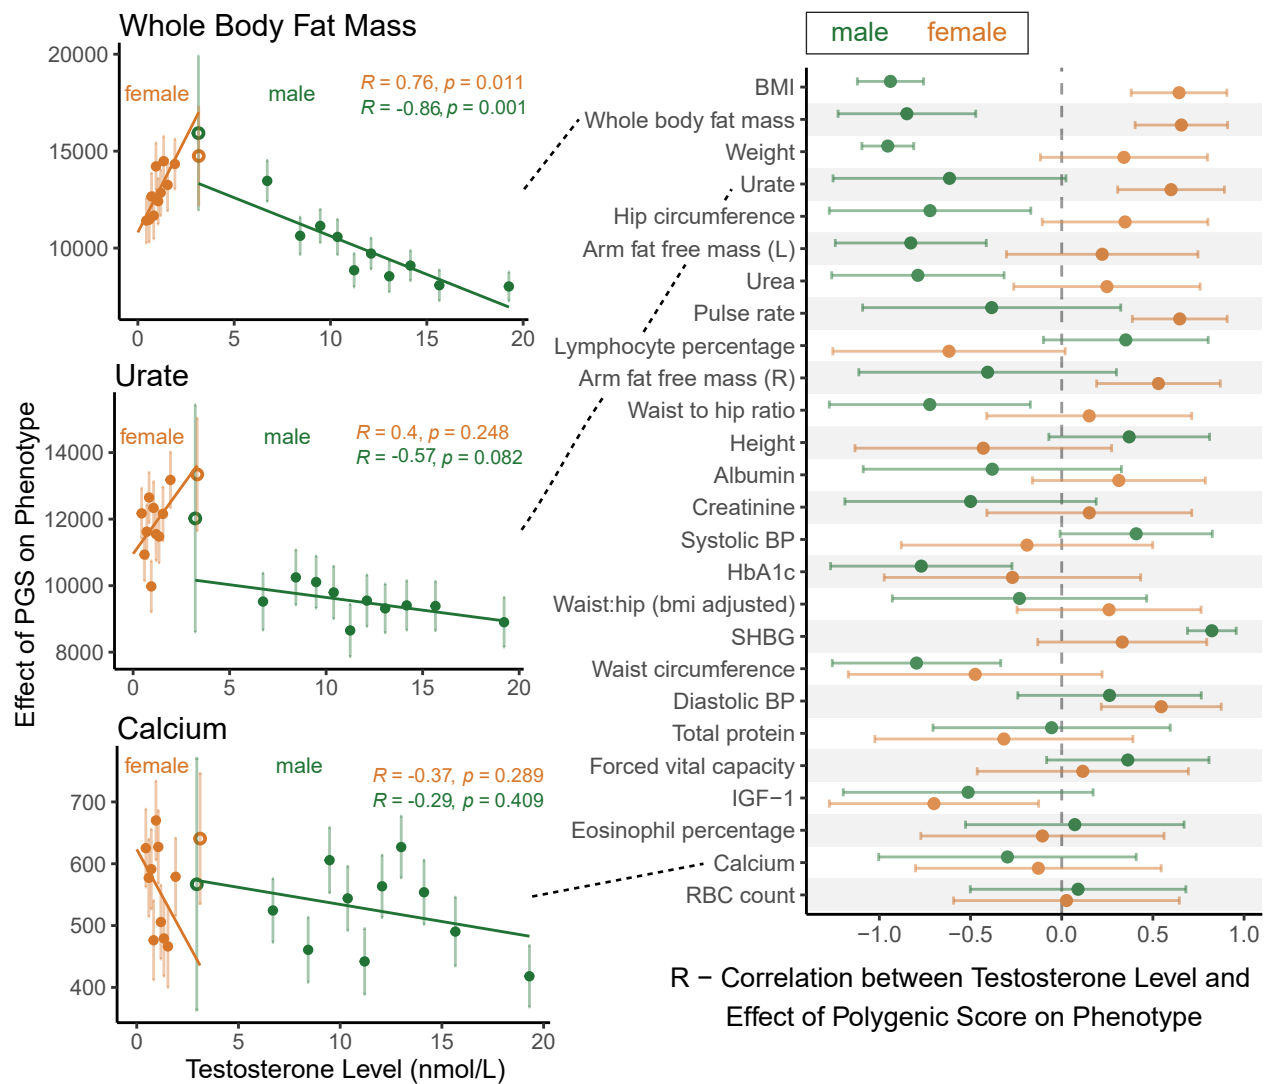 Whole Body Fat Mass
20000
15000
10000
female
male
R = 0.76, p = 0.011
R = -0.86, p = 0.001
0 5 10 15 20
Urate
14000
12000
10000
8000
female
male
R = 0.4, p = 0.248
R = -0.57, p = 0.082
0 5 10 15 20
Effect of PGS on Phenotype
Calcium
700
600
500
400
female
male
R = -0.37, p = 0.289
R = -0.29, p = 0.409
0 5 10 15 20
Testosterone Level (nmol/L)
male female
BMI
Whole body fat mass
Weight
Urate
Hip circumference
Arm fat free mass (L)
Urea
Pulse rate
Lymphocyte percentage
Arm fat free mass (R)
Waist to hip ratio
Height
Albumin
Creatinine
Systolic BP
HbA1c
Waist:hip (bmi adjusted)
SHBG
Waist circumference
Diastolic BP
Total protein
Forced vital capacity
IGF−1
Eosinophil percentage
Calcium
RBC count
−1.0 −0.5 0.0 0.5 1.0
R − Correlation between Testosterone Level and
Effect of Polygenic Score on Phenotype